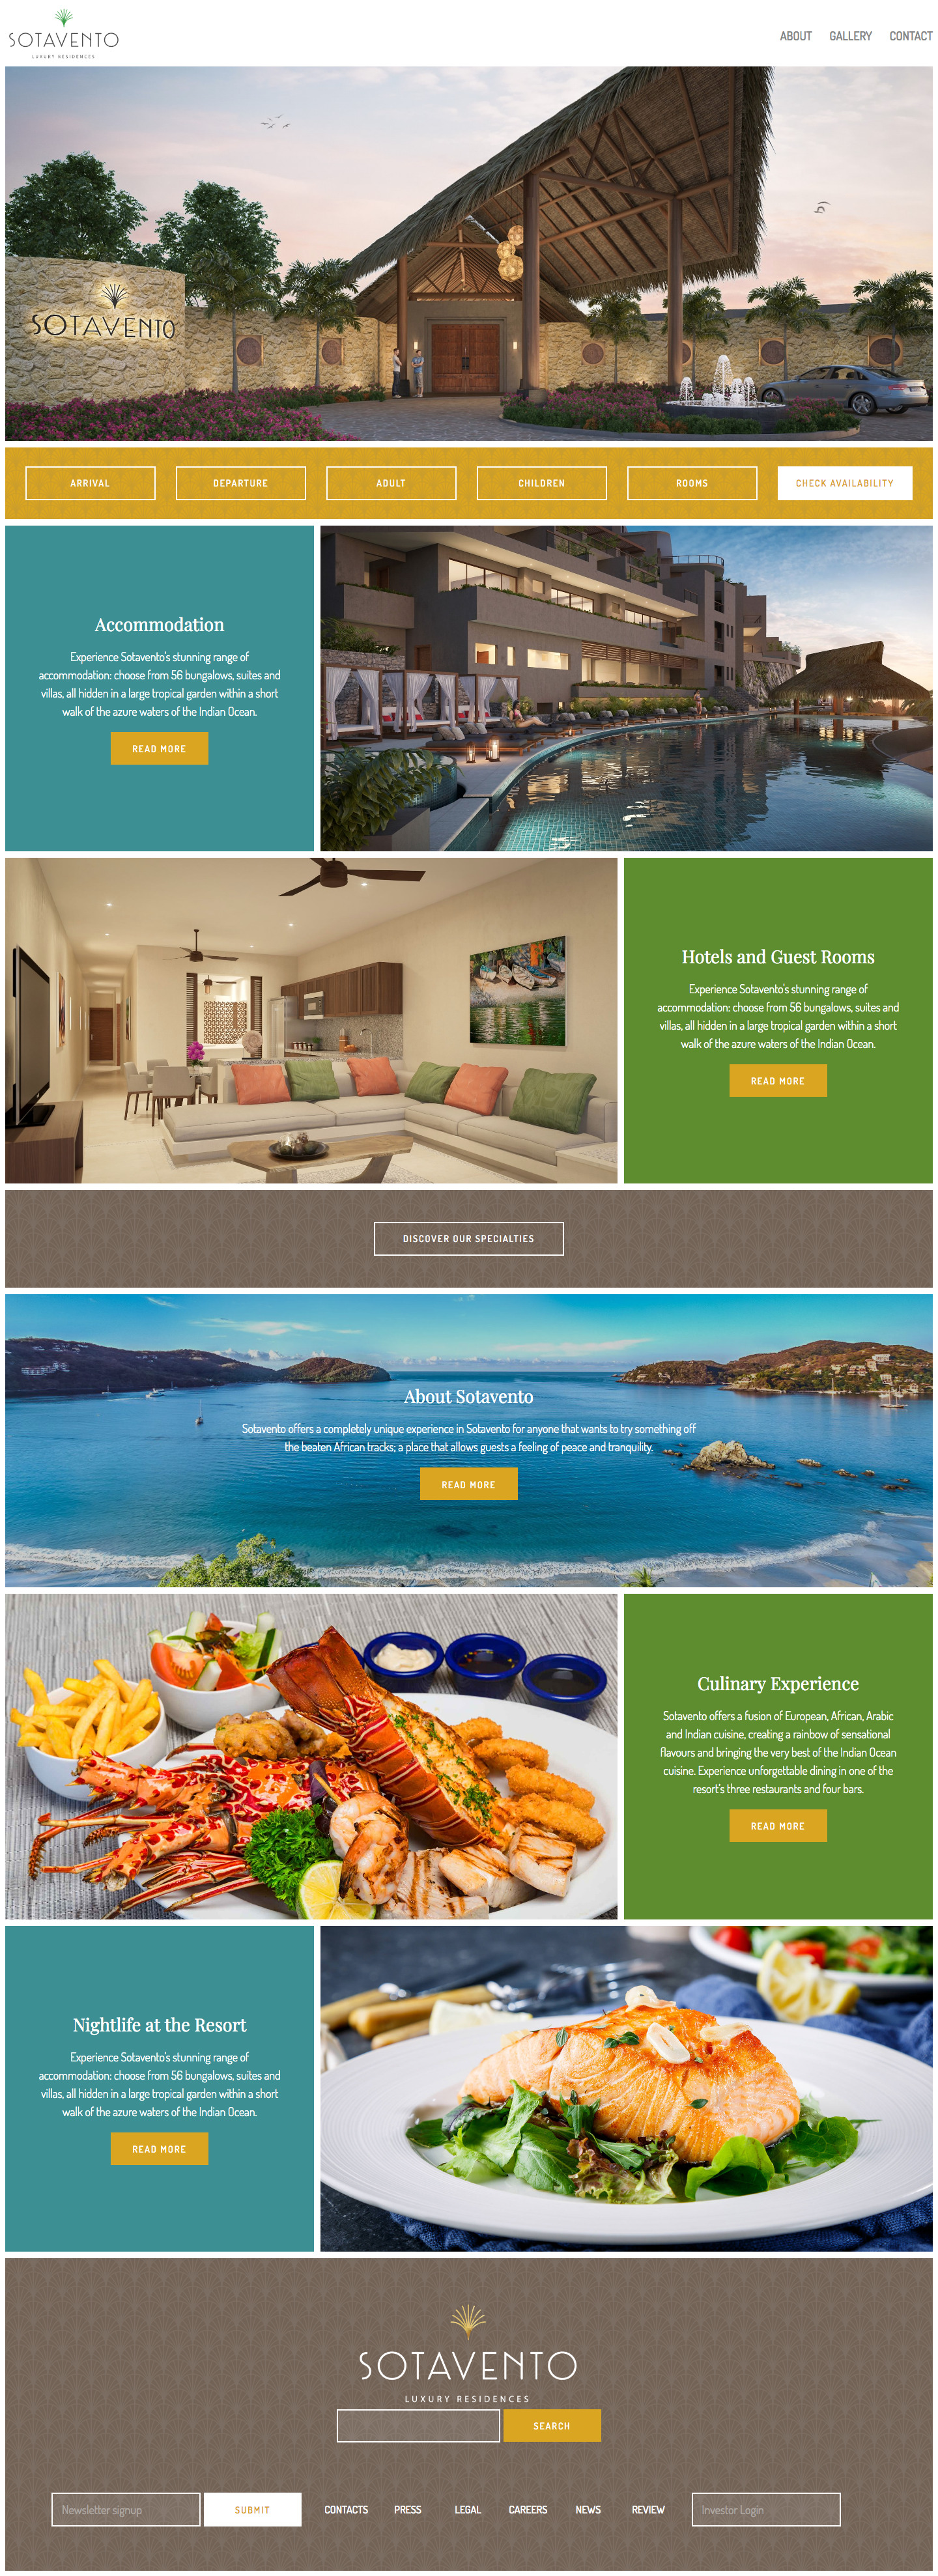 SOTAVENTO
LUXURY RESIDENCES
ABOUT GALLERY CONTACT
SOTAVENTO
ARRIVAL DEPARTURE ADULT CHILDREN ROOMS CHECK AVAILABILITY
Accommodation
Experience Sotavento's stunning range of
accommodation: choose from 56 bungalows, suites and
villas, all hidden in a large tropical garden within a short
walk of the azure waters of the Indian Ocean.
READ MORE
Hotels and Guest Rooms
Experience Sotavento's stunning range of
accommodation: choose from 56 bungalows, suites and
villas, all hidden in a large tropical garden within a short
walk of the azure waters of the Indian Ocean.
READ MORE
DISCOVER OUR SPECIALTIES
About Sotavento
Sotavento offers a completely unique experience in Sotavento for anyone that wants to try something off
the beaten African tracks; a place that allows guests a feeling of peace and tranquility.
READ MORE
Culinary Experience
Sotavento offers a fusion of European, African, Arabic
and Indian cuisine, creating a rainbow of sensational
flavours and bringing the very best of the Indian Ocean
cuisine. Experience unforgettable dining in one of the
resort's three restaurants and four bars.
READ MORE
Nightlife at the Resort
Experience Sotavento's stunning range of
accommodation: choose from 56 bungalows, suites and
villas, all hidden in a large tropical garden within a short
walk of the azure waters of the Indian Ocean.
READ MORE
SOTAVENTO
LUXURY RESIDENCES
SEARCH
Newsletter signup SUBMIT CONTACTS PRESS LEGAL CAREERS NEWS REVIEW Investor Login